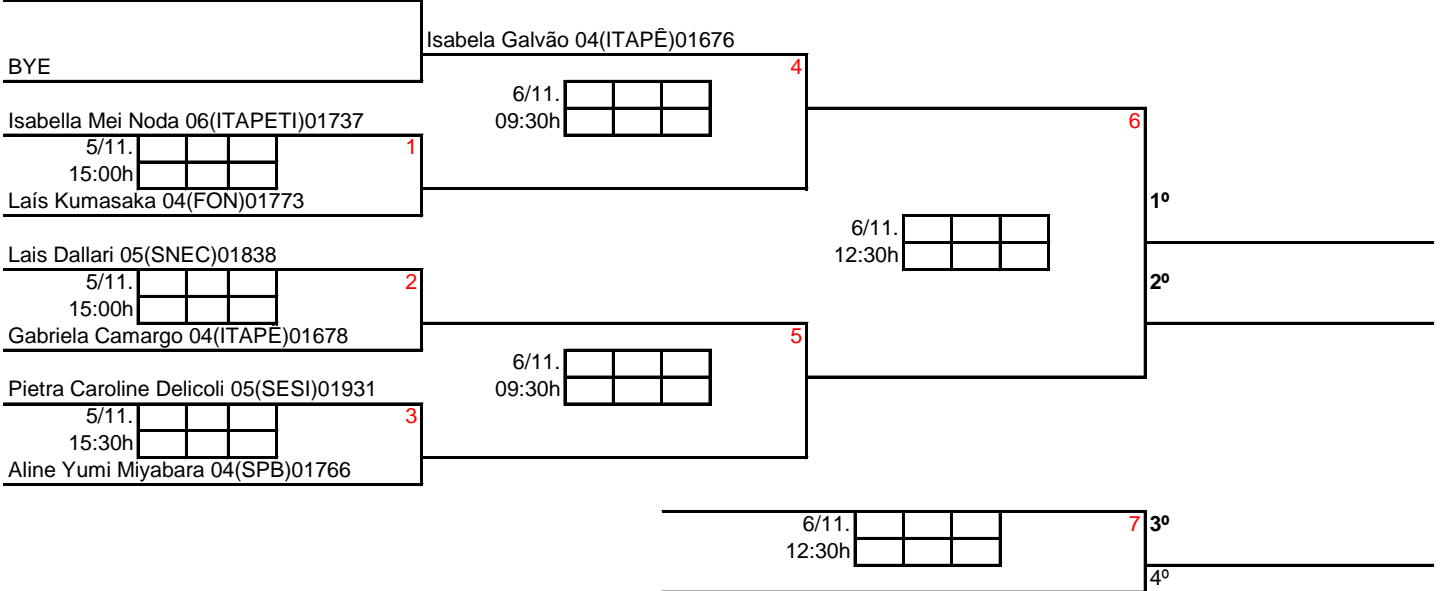 Isabela Galvão 04(ITAPÊ)01676
BYE
4
6/11.
09:30h
Isabella Mei Noda 06(ITAPETI)01737
6
5/11.
1
15:00h
Laís Kumasaka 04(FON)01773
1º
6/11.
12:30h
Lais Dallari 05(SNEC)01838
5/11.
2
2º
15:00h
Gabriela Camargo 04(ITAPÊ)01678
5
6/11.
09:30h
Pietra Caroline Delicoli 05(SESI)01931
5/11.
3
15:30h
Aline Yumi Miyabara 04(SPB)01766
6/11.
7
3º
12:30h
4º